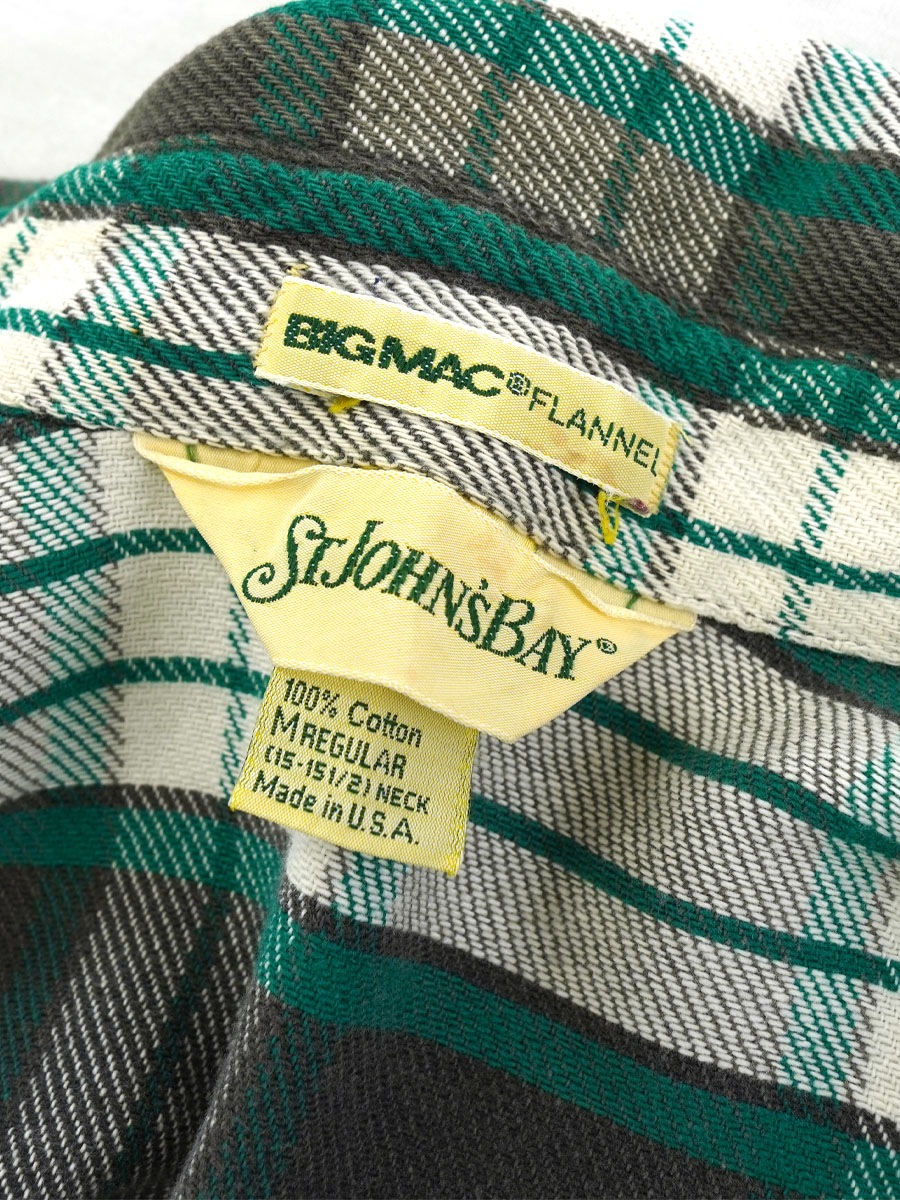 BIG MAC® FLANNEL
ST. JOHN'S BAY®
100% Cotton
M REGULAR
(15-15 1/2) NECK
Made in U.S.A.